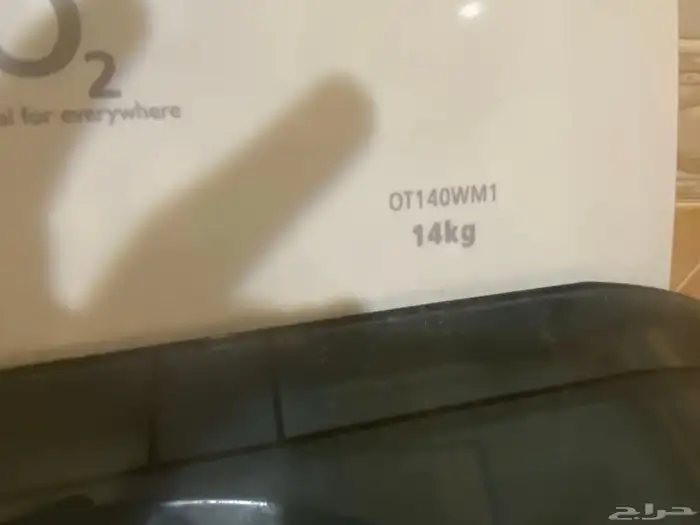 O2
al for everywhere
OT140WM1
14kg
حراج